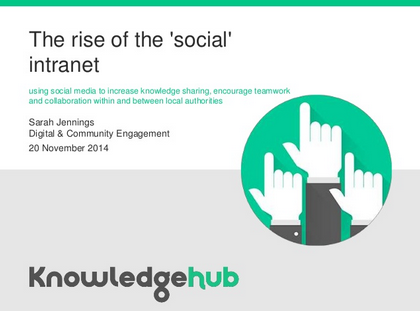 The rise of the 'social'
intranet
using social media to increase knowledge sharing, encourage teamwork
and collaboration within and between local authorities
Sarah Jennings
Digital & Community Engagement
20 November 2014
Knowledgehub